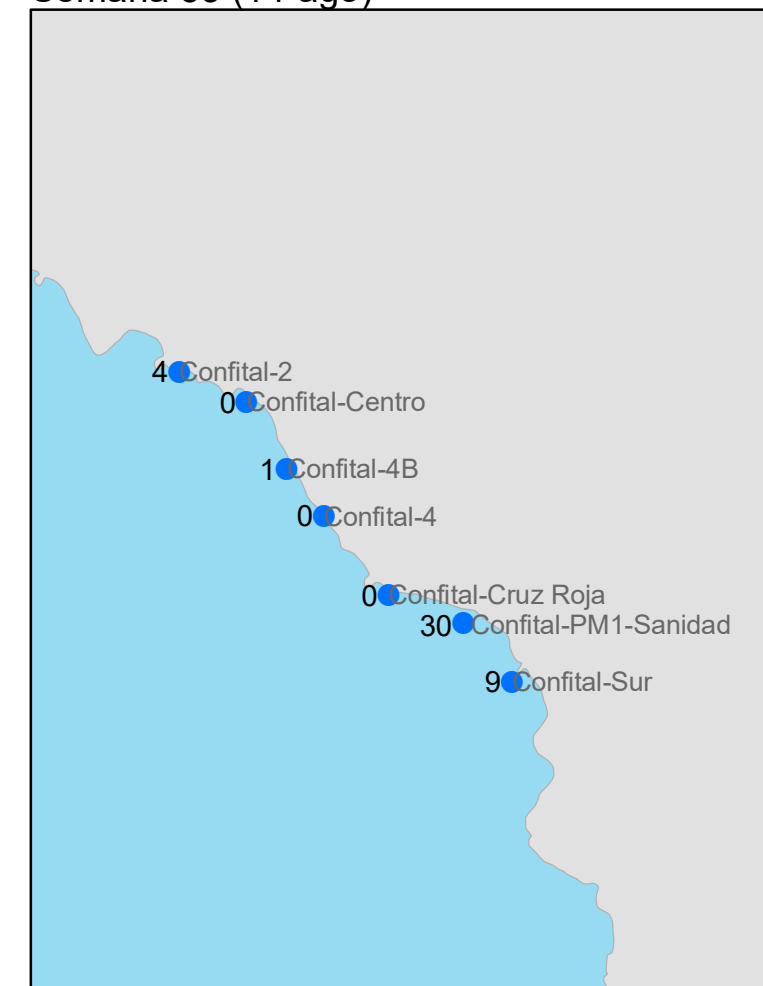 Semana
4 Confital-2
0 Confital-Centro
1 Confital-4B
0 Confital-4
0 Confital-Cruz Roja
30 Confital-PM1-Sanidad
9 Confital-Sur